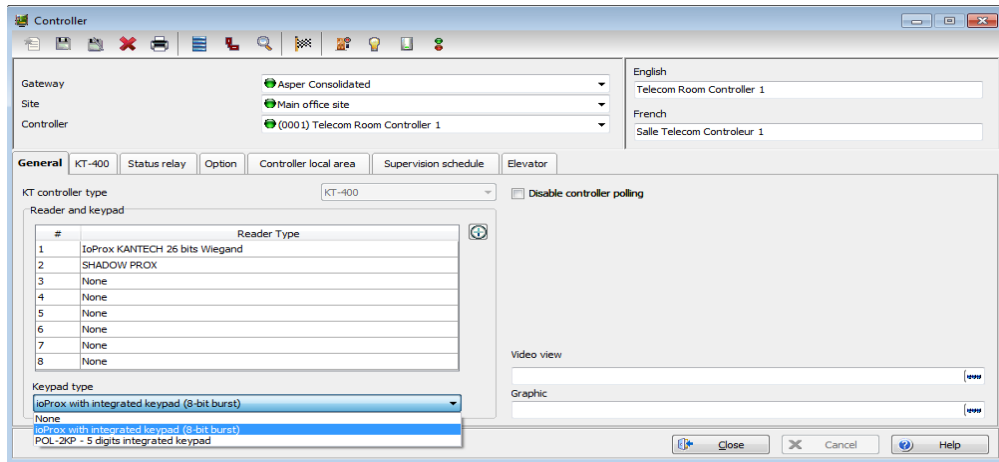 Controller
Gateway
Asper Consolidated
Site
Main office site
Controller
(0001) Telecom Room Controller 1
English
Telecom Room Controller 1
French
Salle Telecom Controleur 1
General KT-400 Status relay Option Controller local area Supervision schedule Elevator
KT controller type
KT-400
Disable controller polling
Reader and keypad
# Reader Type
1 IoProx KANTECH 26 bits Wiegand
2 SHADOW PROX
3 None
4 None
5 None
6 None
7 None
8 None
Keypad type
ioProx with integrated keypad (8-bit burst)
None
ioProx with integrated keypad (8-bit burst)
POL-2KP - 5 digits integrated keypad
Video view
Graphic
Close
Cancel
Help